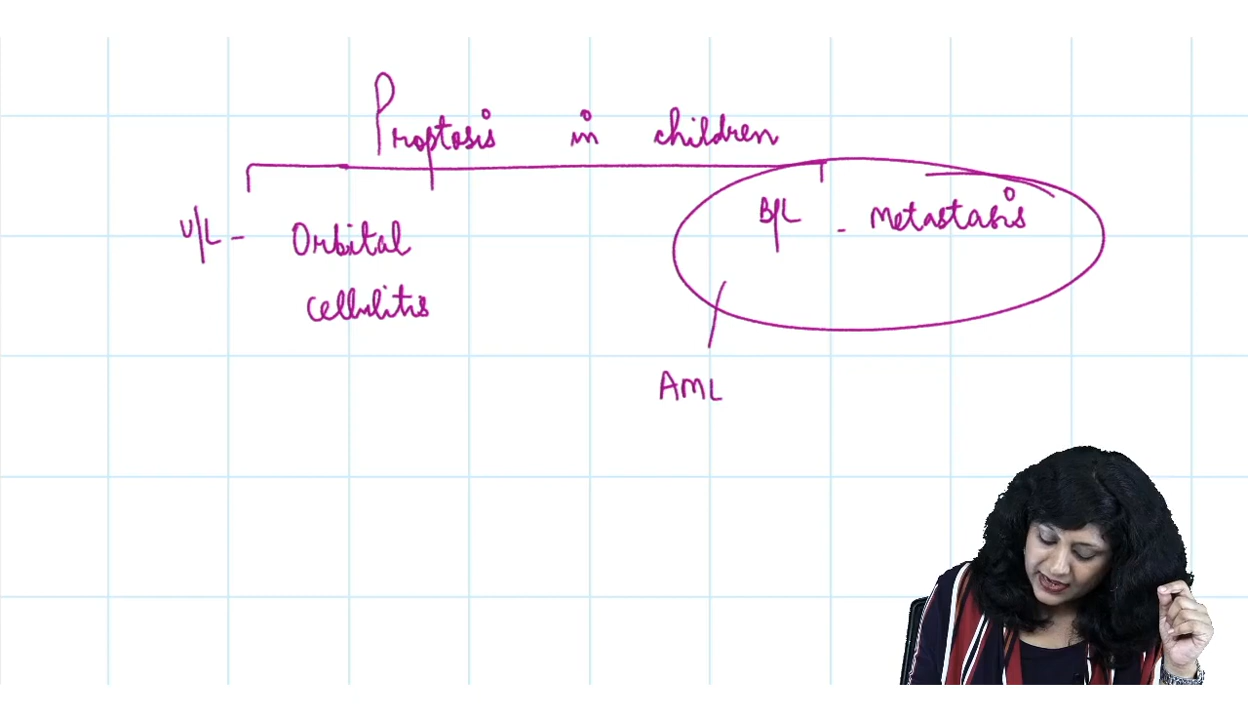 Proptosis in children
U/L - Orbital cellulitis
B/L - Metastasis
AML